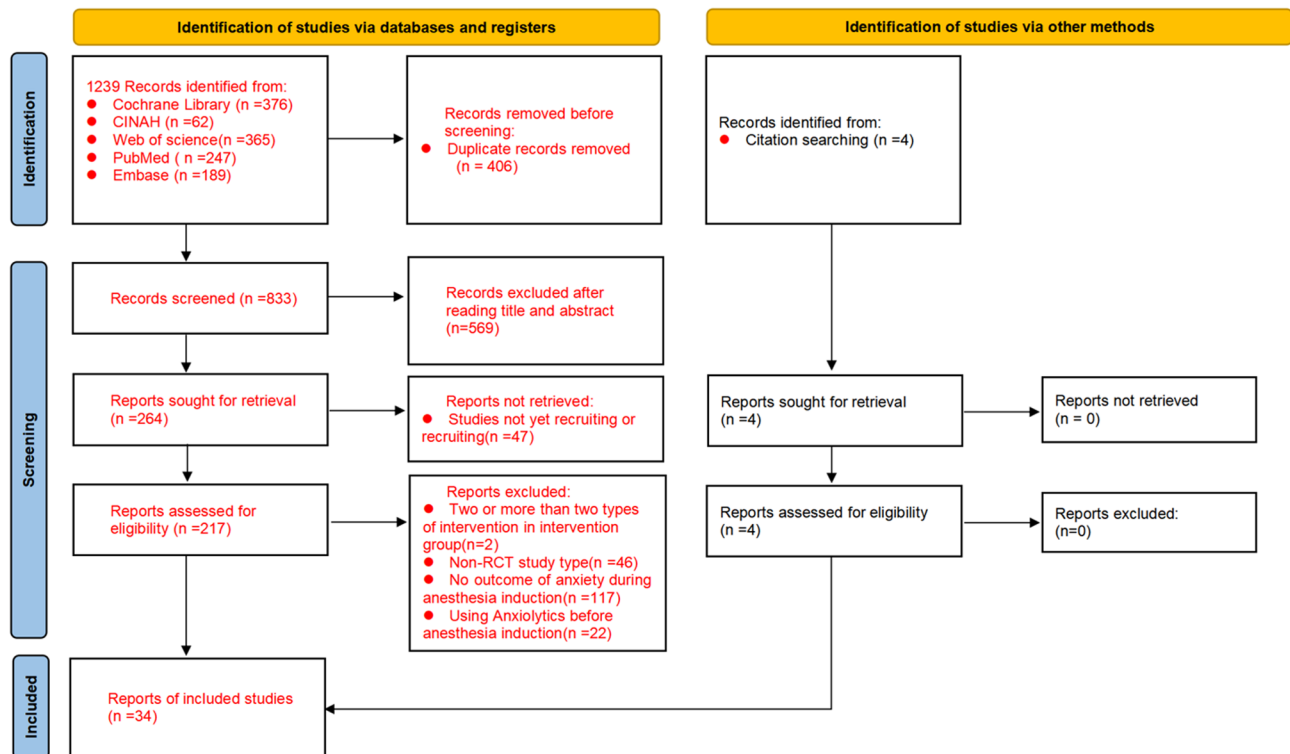 Identification of studies via databases and registers
Identification of studies via other methods
Identification
1239 Records identified from:
● Cochrane Library (n =376)
● CINAH (n =62)
● Web of science(n =365)
● PubMed ( n =247)
● Embase (n =189)
Records removed before
screening:
● Duplicate records removed
(n = 406)
Records identified from:
● Citation searching (n =4)
Screening
Records screened (n =833)
Records excluded after
reading title and abstract
(n=569)
Reports sought for retrieval
(n =264)
Reports not retrieved:
● Studies not yet recruiting or
recruiting(n =47)
Reports sought for retrieval
(n =4)
Reports not retrieved
(n = 0)
Reports assessed for
eligibility (n =217)
Reports excluded:
● Two or more than two types
of intervention in intervention
group(n=2)
● Non-RCT study type(n =46)
● No outcome of anxiety during
anesthesia induction(n =117)
● Using Anxiolytics before
anesthesia induction(n =22)
Reports assessed for eligibility
(n =4)
Reports excluded:
(n=0)
Included
Reports of included studies
(n =34)